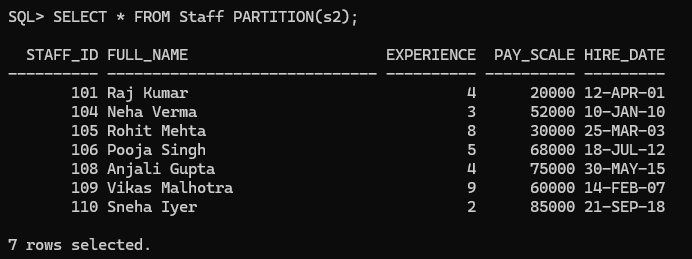 SQL> SELECT * FROM Staff PARTITION(s2);
STAFF_ID FULL_NAME EXPERIENCE PAY_SCALE HIRE_DATE
---------- ------------------------------ ---------- ---------- ---------
101 Raj Kumar 4 20000 12-APR-01
104 Neha Verma 3 52000 10-JAN-10
105 Rohit Mehta 8 30000 25-MAR-03
106 Pooja Singh 5 68000 18-JUL-12
108 Anjali Gupta 4 75000 30-MAY-15
109 Vikas Malhotra 9 60000 14-FEB-07
110 Sneha Iyer 2 85000 21-SEP-18
7 rows selected.